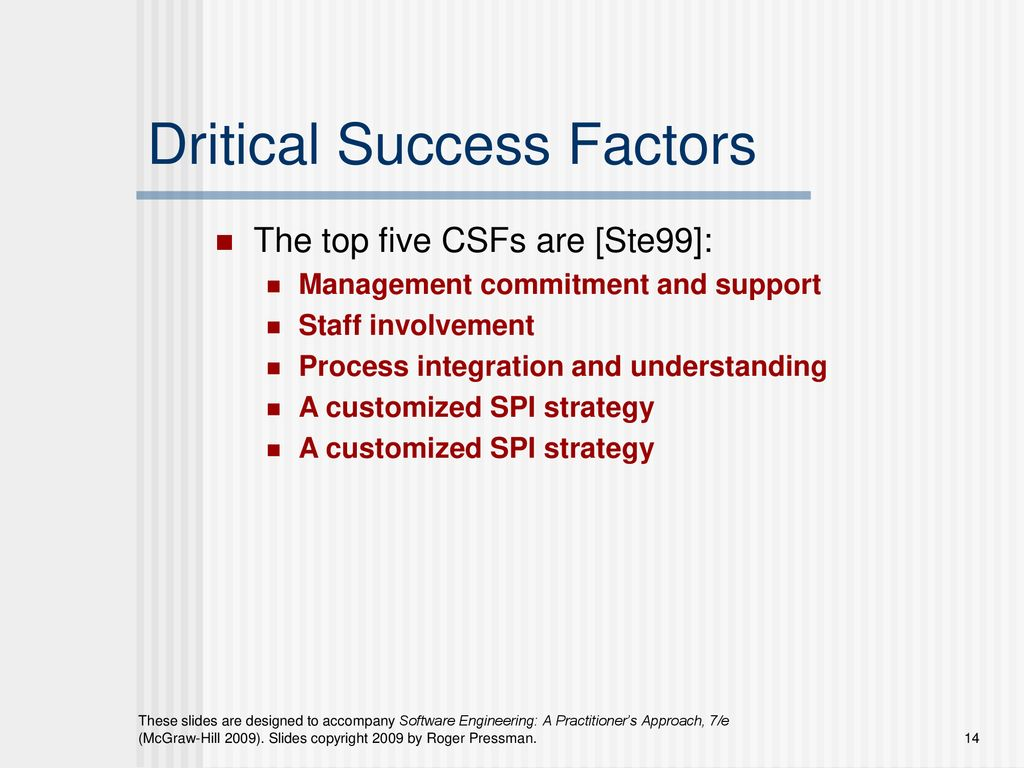 Dritical Success Factors
The top five CSFs are [Ste99]:
Management commitment and support
Staff involvement
Process integration and understanding
A customized SPI strategy
A customized SPI strategy
These slides are designed to accompany Software Engineering: A Practitioner’s Approach, 7/e
(McGraw-Hill 2009). Slides copyright 2009 by Roger Pressman.
14